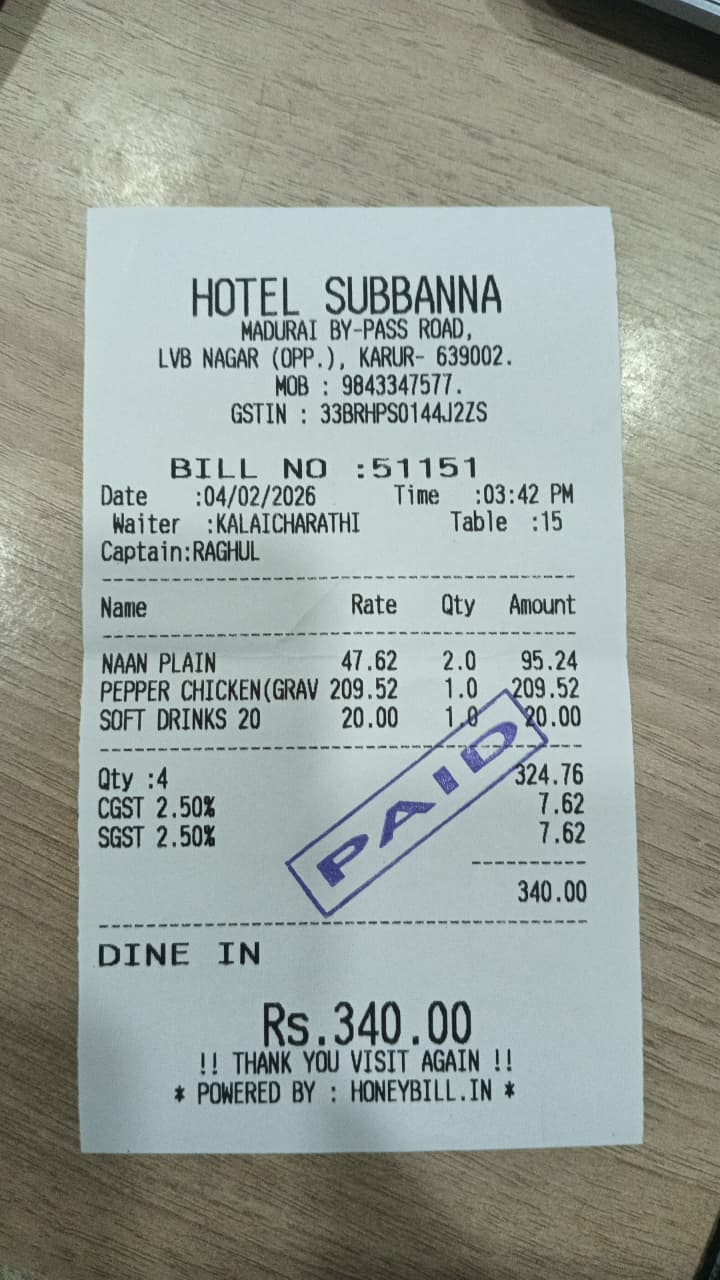 HOTEL SUBBANNA
MADURAI BY-PASS ROAD,
LVB NAGAR (OPP.), KARUR- 639002.
MOB : 9843347577.
GSTIN : 33BRHPS0144J2ZS
BILL NO :51151
Date :04/02/2026 Time :03:42 PM
Waiter :KALAICHARATHI Table :15
Captain:RAGHUL
Name Rate Qty Amount
NAAN PLAIN 47.62 2.0 95.24
PEPPER CHICKEN(GRAV 209.52 1.0 209.52
SOFT DRINKS 20 20.00 1.0 20.00
Qty :4 324.76
CGST 2.50% 7.62
SGST 2.50% 7.62
PAID
340.00
DINE IN
Rs.340.00
!! THANK YOU VISIT AGAIN !!
* POWERED BY : HONEYBILL.IN *